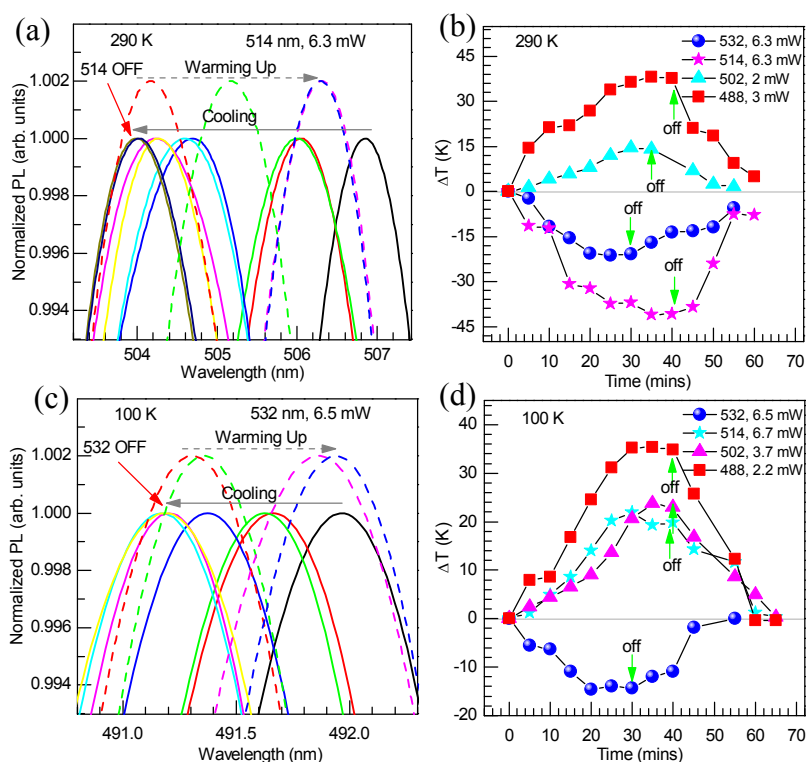 (a)
290 K
514 nm, 6.3 mW
514 OFF
Warming Up
Cooling
1.002
1.000
0.998
0.996
0.994
Normalized PL (arb. units)
504 505 506 507
Wavelength (nm)
(b)
290 K
532, 6.3 mW
514, 6.3 mW
502, 2 mW
488, 3 mW
off
off
off
off
45
30
15
0
-15
-30
-45
ΔT (K)
0 10 20 30 40 50 60 70
Time (mins)
(c)
100 K
532 nm, 6.5 mW
532 OFF
Warming Up
Cooling
1.002
1.000
0.998
0.996
0.994
Normalized PL (arb. units)
491.0 491.5 492.0
Wavelength (nm)
(d)
100 K
532, 6.5 mW
514, 6.7 mW
502, 3.7 mW
488, 2.2 mW
off
off
off
40
30
20
10
0
-10
-20
ΔT (K)
0 10 20 30 40 50 60 70
Time (mins)